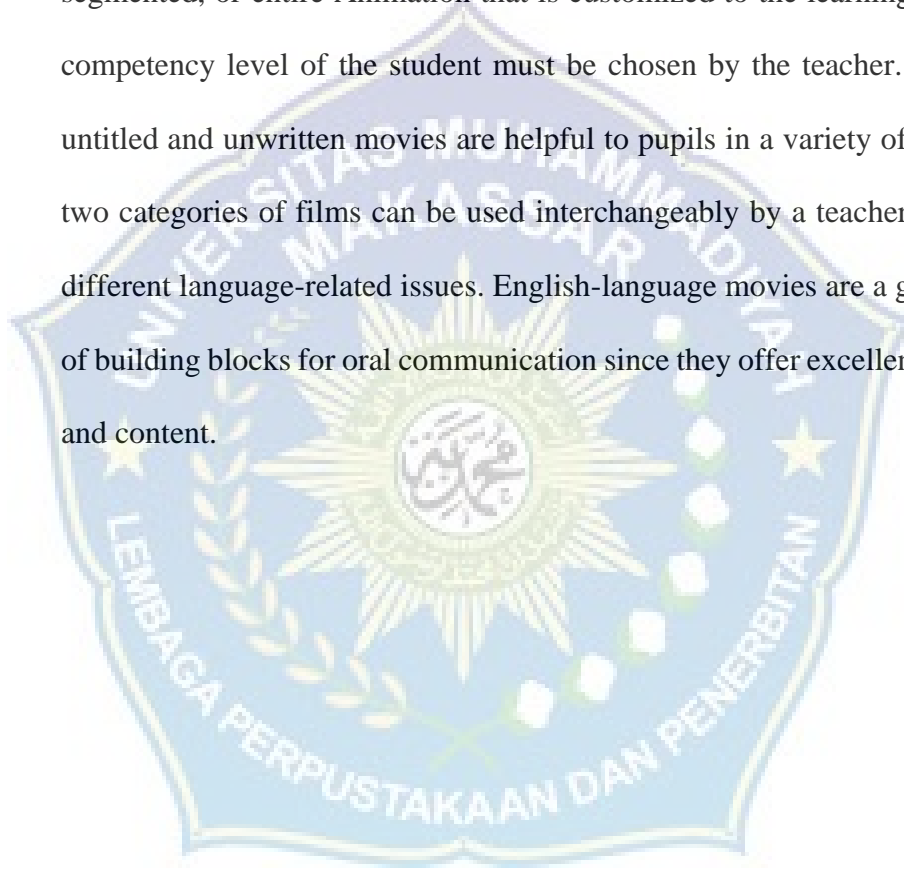 segmented, or entire Animation that is customized to the learning
competency level of the student must be chosen by the teacher.
untitled and unwritten movies are helpful to pupils in a variety of
two categories of films can be used interchangeably by a teacher
different language-related issues. English-language movies are a g
of building blocks for oral communication since they offer excellen
and content.
UNIVERSITAS MUHAMMADIYAH
MAKASSAR
LEMBAGA PERPUSTAKAAN DAN PENERBITAN